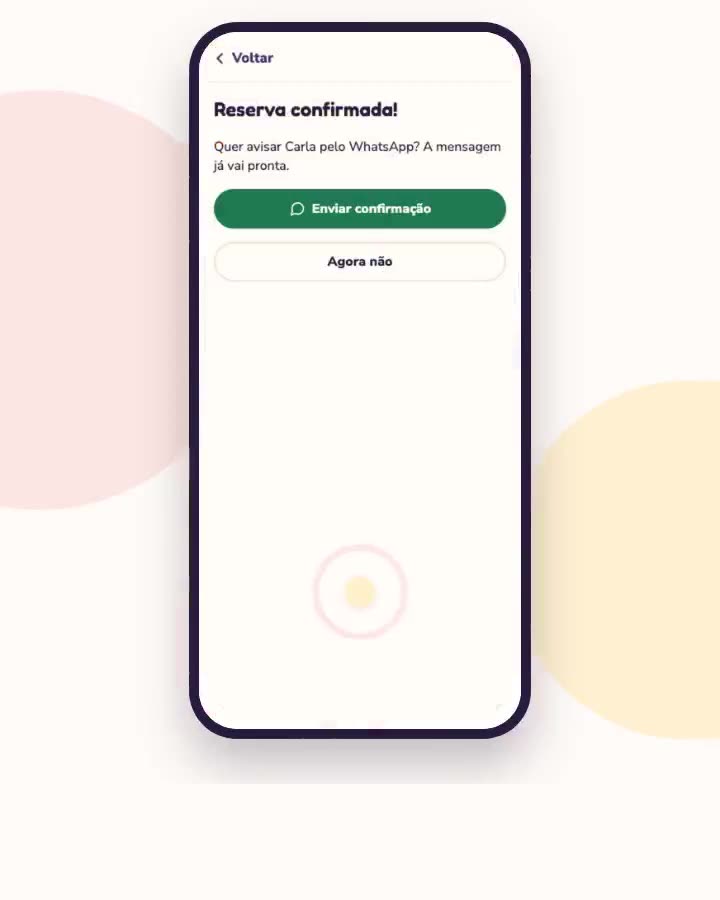 Voltar
Reserva confirmada!
Quer avisar Carla pelo WhatsApp? A mensagem
já vai pronta.
Enviar confirmação
Agora não